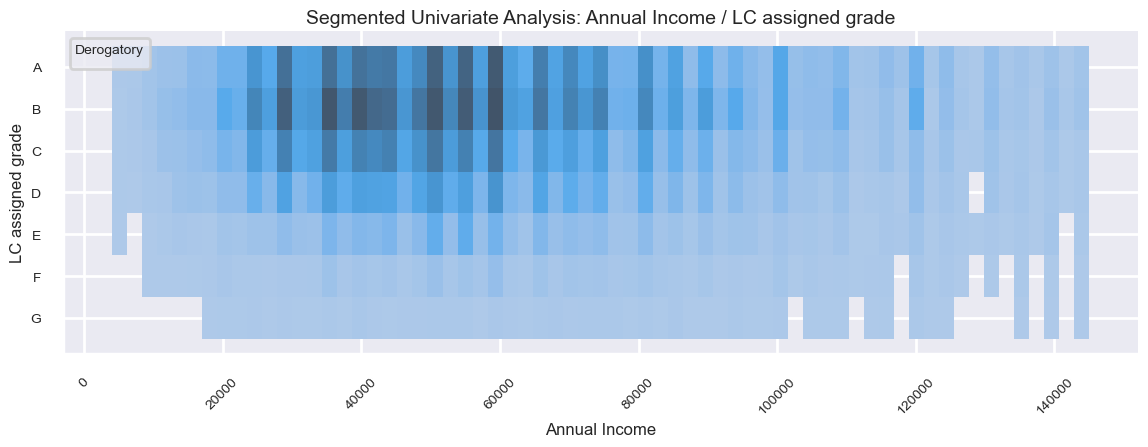 Segmented Univariate Analysis: Annual Income / LC assigned grade
Derogatory
LC assigned grade
A
B
C
D
E
F
G
0
20000
40000
60000
80000
100000
120000
140000
Annual Income